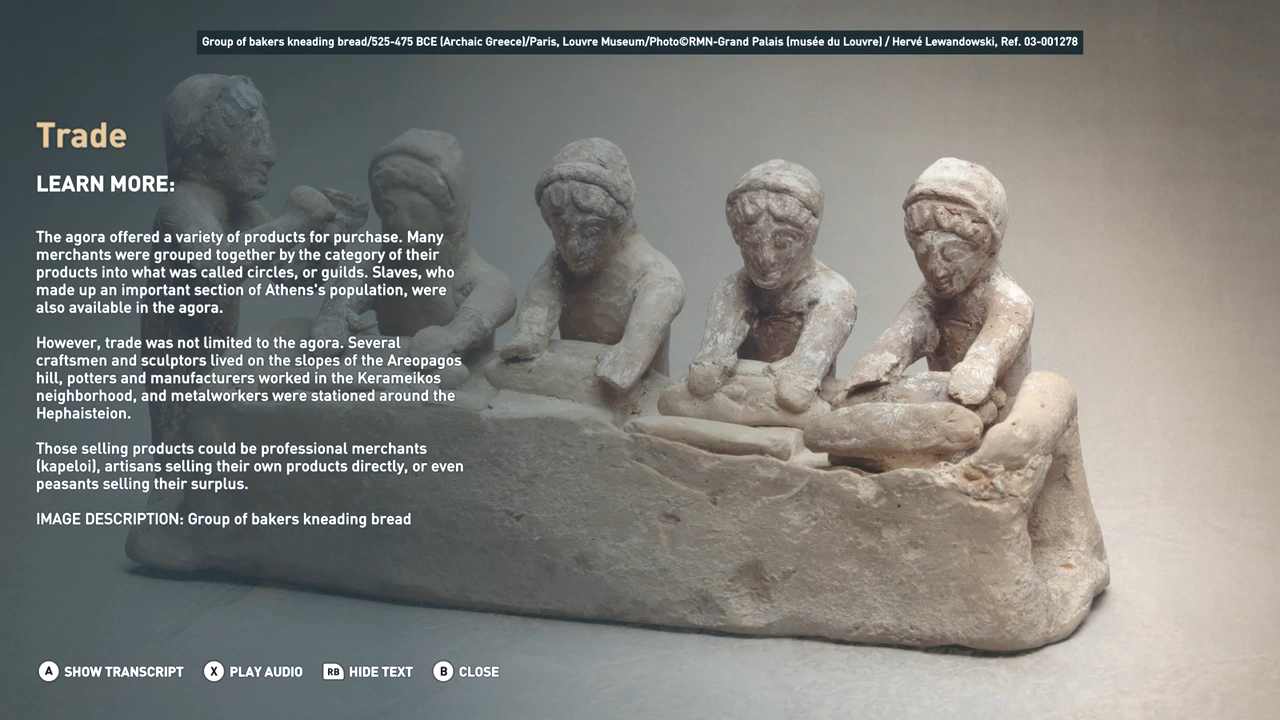 Group of bakers kneading bread/525-475 BCE (Archaic Greece)/Paris, Louvre Museum/Photo©RMN-Grand Palais (musée du Louvre) / Hervé Lewandowski, Ref. 03-001278
Trade
LEARN MORE:
The agora offered a variety of products for purchase. Many
merchants were grouped together by the category of their
products into what was called circles, or guilds. Slaves, who
made up an important section of Athens's population, were
also available in the agora.
However, trade was not limited to the agora. Several
craftsmen and sculptors lived on the slopes of the Areopagos
hill, potters and manufacturers worked in the Kerameikos
neighborhood, and metalworkers were stationed around the
Hephaisteion.
Those selling products could be professional merchants
(kapeloi), artisans selling their own products directly, or even
peasants selling their surplus.
IMAGE DESCRIPTION: Group of bakers kneading bread
A SHOW TRANSCRIPT X PLAY AUDIO RB HIDE TEXT B CLOSE